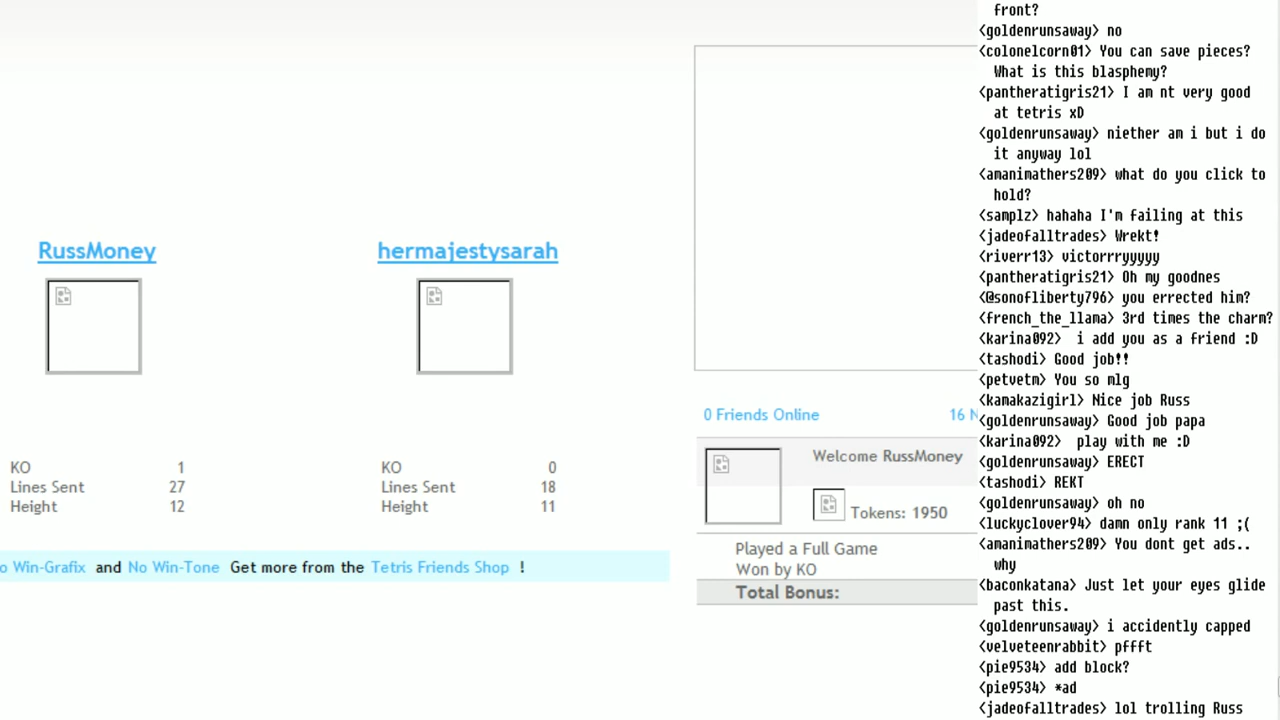 RussMoney
hermajestysarah
KO 1
Lines Sent 27
Height 12
KO 0
Lines Sent 18
Height 11
o Win-Grafix and No Win-Tone Get more from the Tetris Friends Shop !
0 Friends Online 16 N
Welcome RussMoney
Tokens: 1950
Played a Full Game
Won by KO
Total Bonus:
front?
<goldenrunsaway> no
<colonelcorn01> You can save pieces?
What is this blasphemy?
<pantheratigris21> I am nt very good
at tetris xD
<goldenrunsaway> niether am i but i do
it anyway lol
<amanimathers209> what do you click to
hold?
<samplz> hahaha I'm failing at this
<jadeofalltrades> Wrekt!
<riverr13> victorrryyyyy
<pantheratigris21> Oh my goodnes
<@sonofliberty796> you errected him?
<french_the_llama> 3rd times the charm?
<karina092> i add you as a friend :D
<tashodi> Good job!!
<petvetm> You so mlg
<kamakazigirl> Nice job Russ
<goldenrunsaway> Good job papa
<karina092> play with me :D
<goldenrunsaway> ERECT
<tashodi> REKT
<goldenrunsaway> oh no
<luckyclover94> damn only rank 11 ;(
<amanimathers209> You dont get ads..
why
<baconkatana> Just let your eyes glide
past this.
<goldenrunsaway> i accidently capped
<velveteenrabbit> pffft
<pie9534> add block?
<pie9534> *ad
<jadeofalltrades> lol trolling Russ